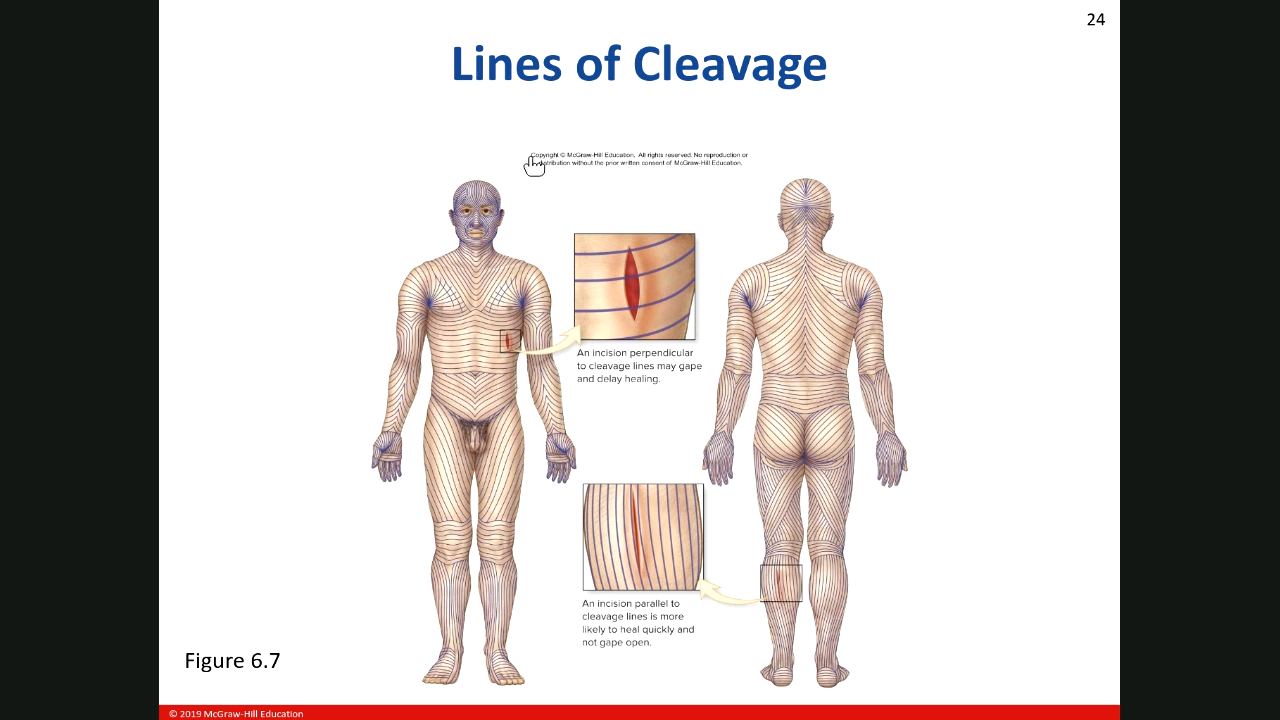 24
Lines of Cleavage
Copyright © McGraw-Hill Education. All rights reserved. No reproduction or
distribution without the prior written consent of McGraw-Hill Education.
An incision perpendicular
to cleavage lines may gape
and delay healing.
An incision parallel to
cleavage lines is more
likely to heal quickly and
not gape open.
Figure 6.7
© 2019 McGraw-Hill Education